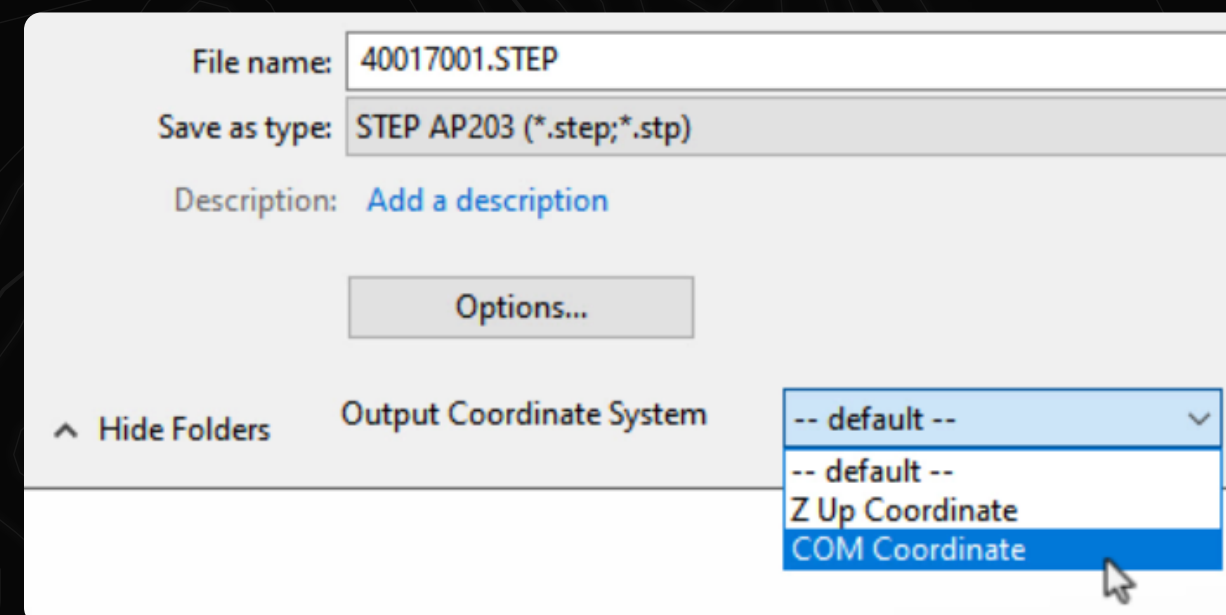 File name: 40017001.STEP
Save as type: STEP AP203 (*.step;*.stp)
Description: Add a description
Options...
Hide Folders
Output Coordinate System
-- default --
-- default --
Z Up Coordinate
COM Coordinate